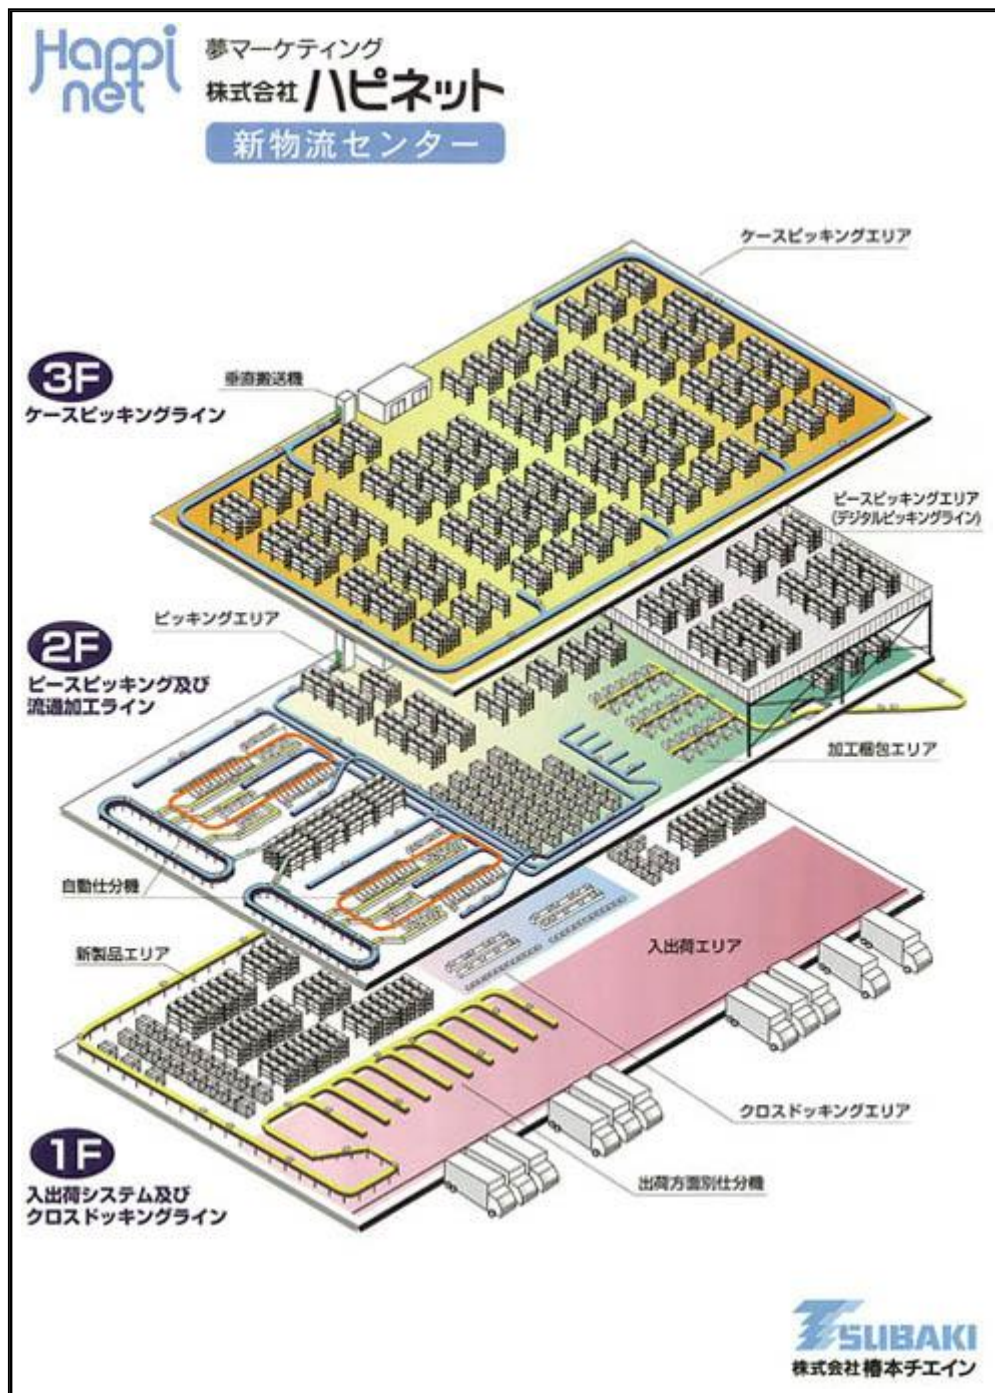 Happi
net
夢マーケティング
株式会社ハピネット
新物流センター
ケースピッキングエリア
3F
ケースピッキングライン
垂直搬送機
ピースピッキングエリア
(デジタルピッキングライン)
ピッキングエリア
2F
ピースピッキング及び
流通加工ライン
加工梱包エリア
自動仕分機
新製品エリア
入出荷エリア
クロスドッキングエリア
1F
入出荷システム及び
クロスドッキングライン
出荷方面別仕分機
TSUBAKI
株式会社椿本チエイン